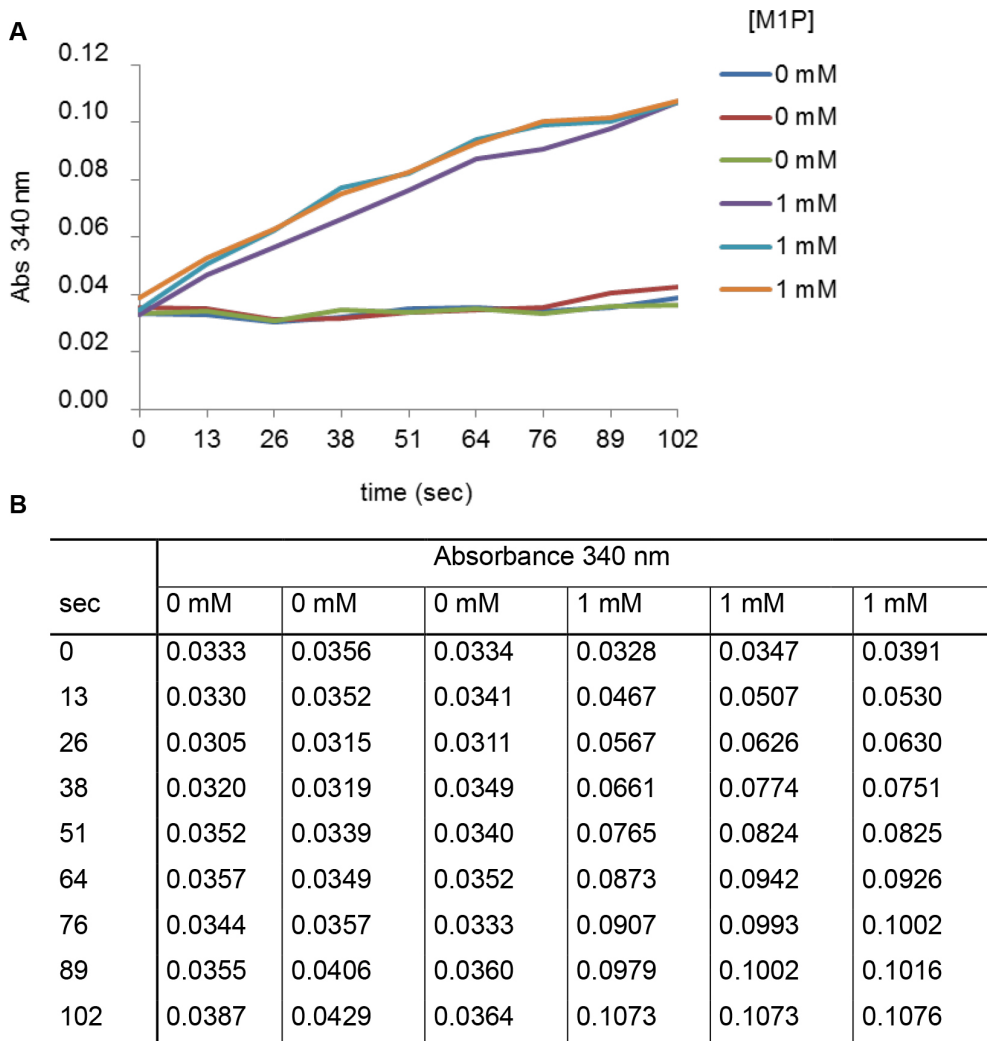 A
[M1P]
0.12
0.10
0.08
0.06
0.04
0.02
0.00
Abs 340 nm
0 13 26 38 51 64 76 89 102
time (sec)
0 mM
0 mM
0 mM
1 mM
1 mM
1 mM
B
Absorbance 340 nm
sec 0 mM 0 mM 0 mM 1 mM 1 mM 1 mM
0 0.0333 0.0356 0.0334 0.0328 0.0347 0.0391
13 0.0330 0.0352 0.0341 0.0467 0.0507 0.0530
26 0.0305 0.0315 0.0311 0.0567 0.0626 0.0630
38 0.0320 0.0319 0.0349 0.0661 0.0774 0.0751
51 0.0352 0.0339 0.0340 0.0765 0.0824 0.0825
64 0.0357 0.0349 0.0352 0.0873 0.0942 0.0926
76 0.0344 0.0357 0.0333 0.0907 0.0993 0.1002
89 0.0355 0.0406 0.0360 0.0979 0.1002 0.1016
102 0.0387 0.0429 0.0364 0.1073 0.1073 0.1076